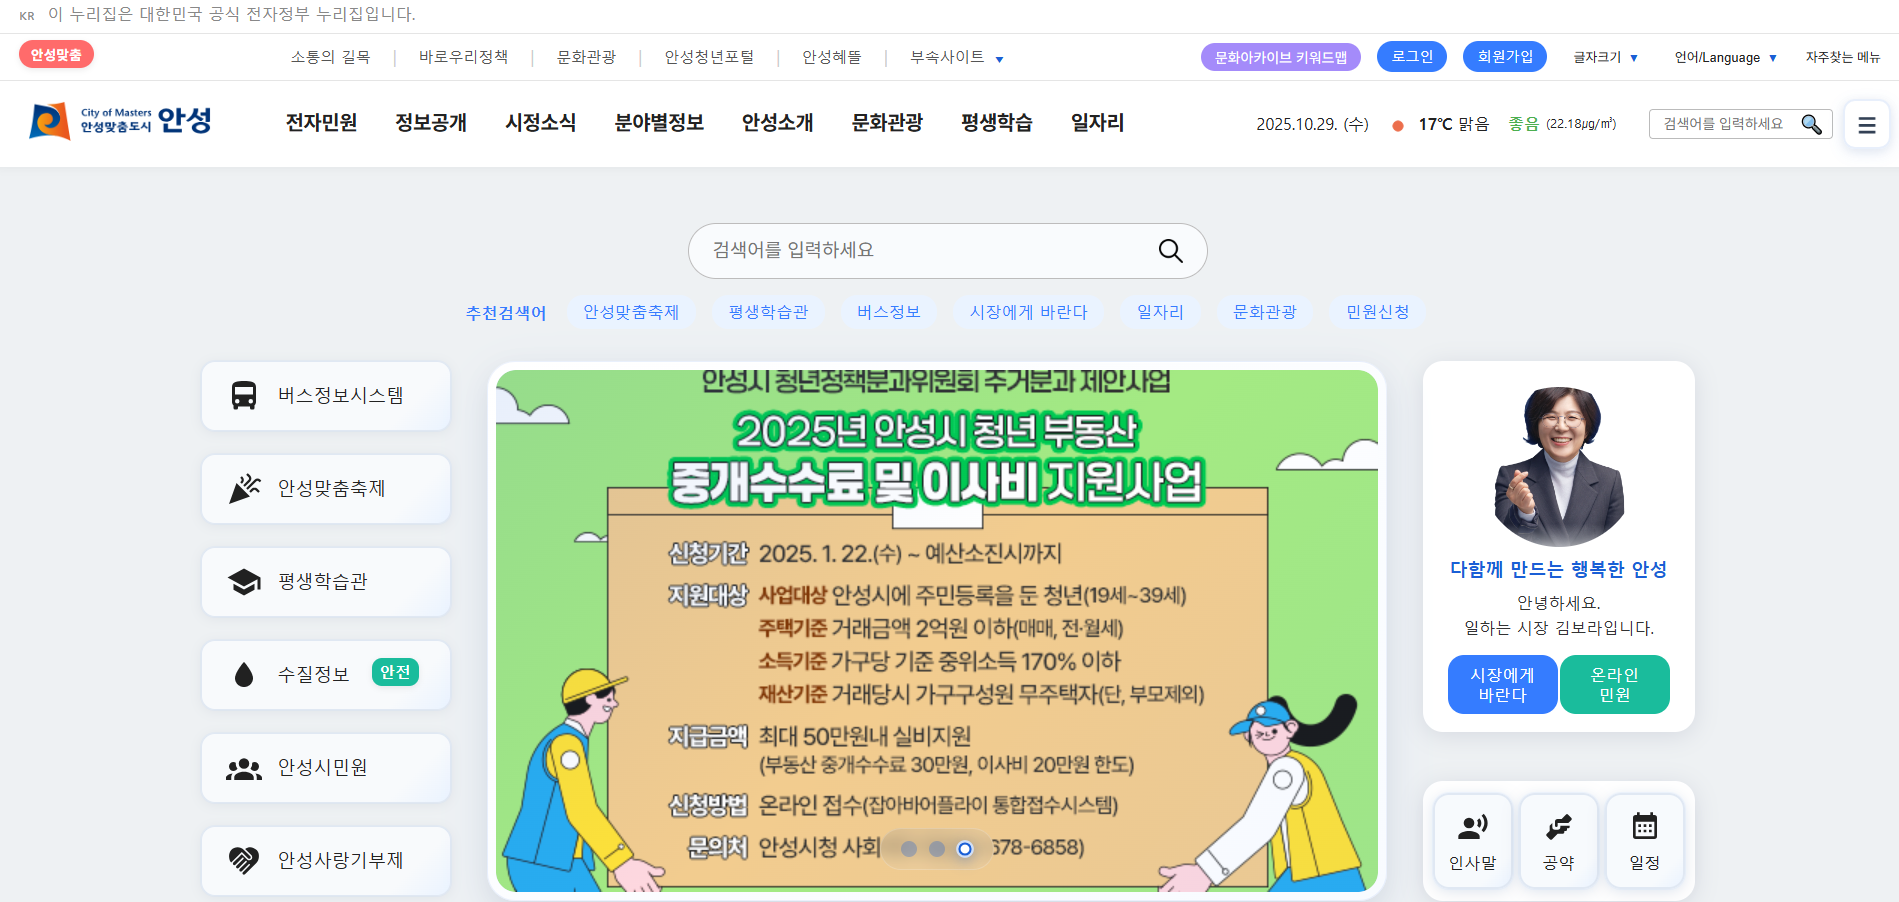 KR 이 누리집은 대한민국 공식 전자정부 누리집입니다.
안성맞춤 소통의 길목 | 바로우리정책 | 문화관광 | 안성청년포털 | 안성혜뜰 | 부속사이트 ▼ 문화아카이브 키워드맵 로그인 회원가입 글자크기 ▼ 언어/Language ▼ 자주찾는 메뉴
City of Masters
안성맞춤도시 안성
전자민원 정보공개 시정소식 분야별정보 안성소개 문화관광 평생학습 일자리 2025.10.29. (수) 17℃ 맑음 좋음 (22.18㎍/㎥) 검색어를 입력하세요
검색어를 입력하세요
추천검색어 안성맞춤축제 평생학습관 버스정보 시장에게 바란다 일자리 문화관광 민원신청
버스정보시스템
안성맞춤축제
평생학습관
수질정보 안전
안성시민원
안성사랑기부제
안성시 청년정책분과위원회 주거분과 제안사업
2025년 안성시 청년 부동산
중개수수료 및 이사비 지원사업
신청기간 2025. 1. 22.(수) ~ 예산소진시까지
지원대상 사업대상 안성시에 주민등록을 둔 청년(19세~39세)
주택기준 거래금액 2억원 이하(매매, 전·월세)
소득기준 가구당 기준 중위소득 170% 이하
재산기준 거래당시 가구구성원 무주택자(단, 부모제외)
지급금액 최대 50만원내 실비지원
(부동산 중개수수료 30만원, 이사비 20만원 한도)
신청방법 온라인 접수(잡아바어플라이 통합접수시스템)
문의처 안성시청 사회 678-6858)
다함께 만드는 행복한 안성
안녕하세요.
일하는 시장 김보라입니다.
시장에게
바란다
온라인
민원
인사말 공약 일정